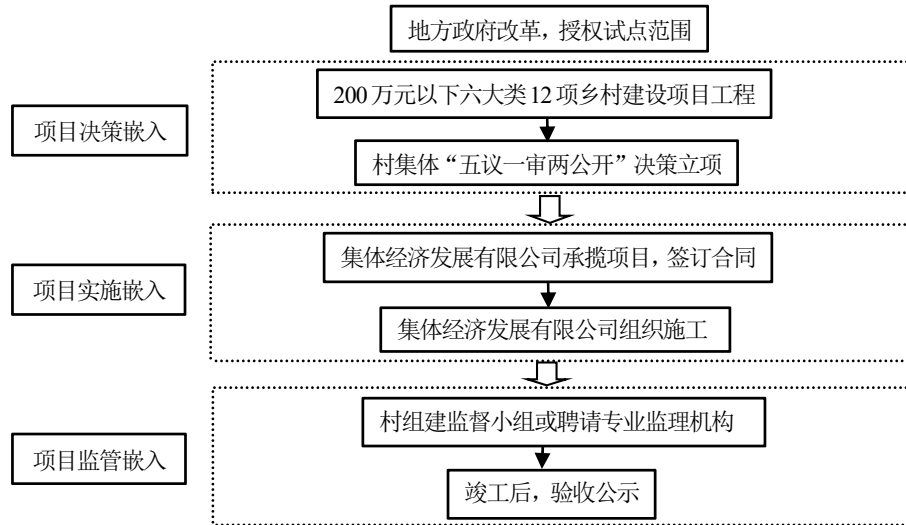 地方政府改革，授权试点范围
200万元以下六大类12项乡村建设项目工程
项目决策嵌入
村集体“五议一审两公开”决策立项
集体经济发展有限公司承揽项目，签订合同
项目实施嵌入
集体经济发展有限公司组织施工
村组建监督小组或聘请专业监理机构
项目监管嵌入
竣工后，验收公示